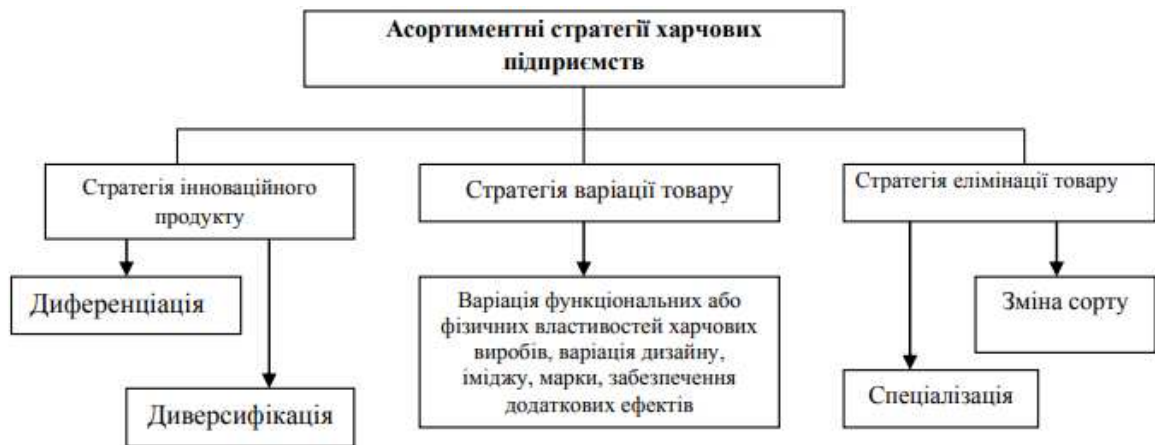 Асортиментні стратегії харчових
підприємств
Стратегія інноваційного
продукту
Стратегія варіації товару
Стратегія елімінації товару
Диференціація
Диверсифікація
Варіація функціональних або
фізичних властивостей харчових
виробів, варіація дизайну,
іміджу, марки, забезпечення
додаткових ефектів
Зміна сорту
Спеціалізація